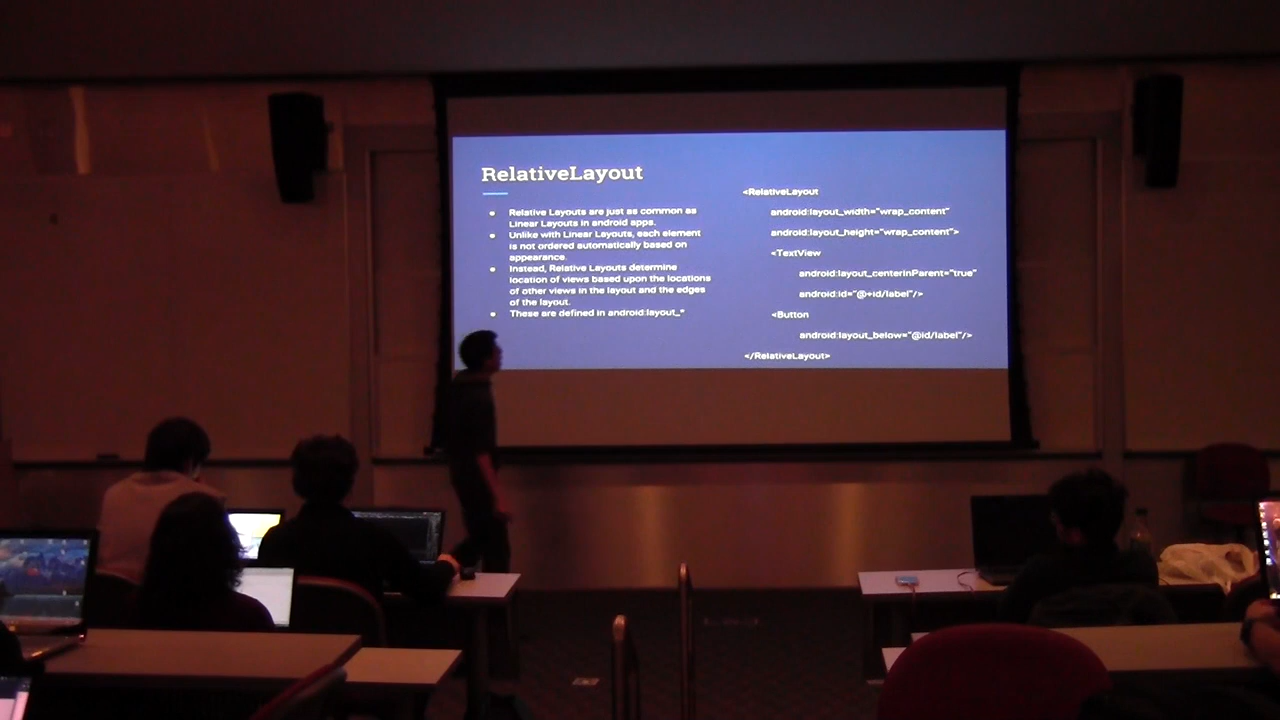 RelativeLayout
● Relative Layouts are just as common as
Linear Layouts in android apps.
● Unlike with Linear Layouts, each element
is not ordered automatically based on
appearance.
● Instead, Relative Layouts determine
location of views based upon the locations
of other views in the layout and the edges
of the layout.
● These are defined in android:layout_*
<RelativeLayout
android:layout_width="wrap_content"
android:layout_height="wrap_content">
<TextView
android:layout_centerInParent="true"
android:id="@+id/label"/>
<Button
android:layout_below="@id/label"/>
</RelativeLayout>